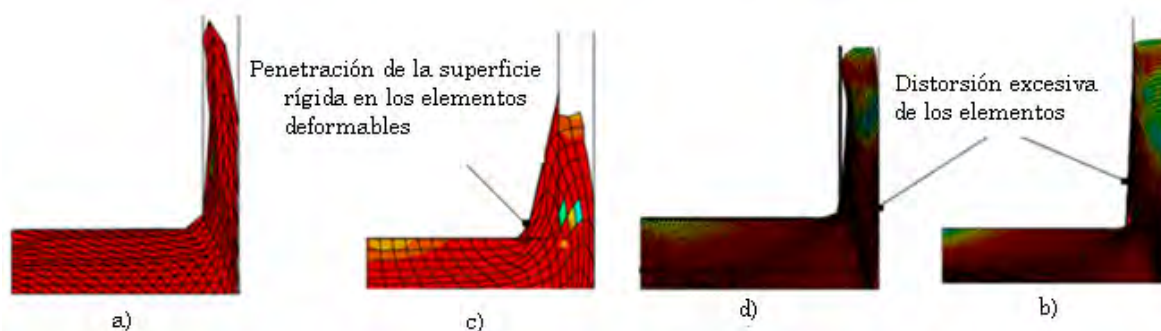 Penetración de la superficie
rígida en los elementos
deformables
Distorsión excesiva
de los elementos
a)
c)
d)
b)